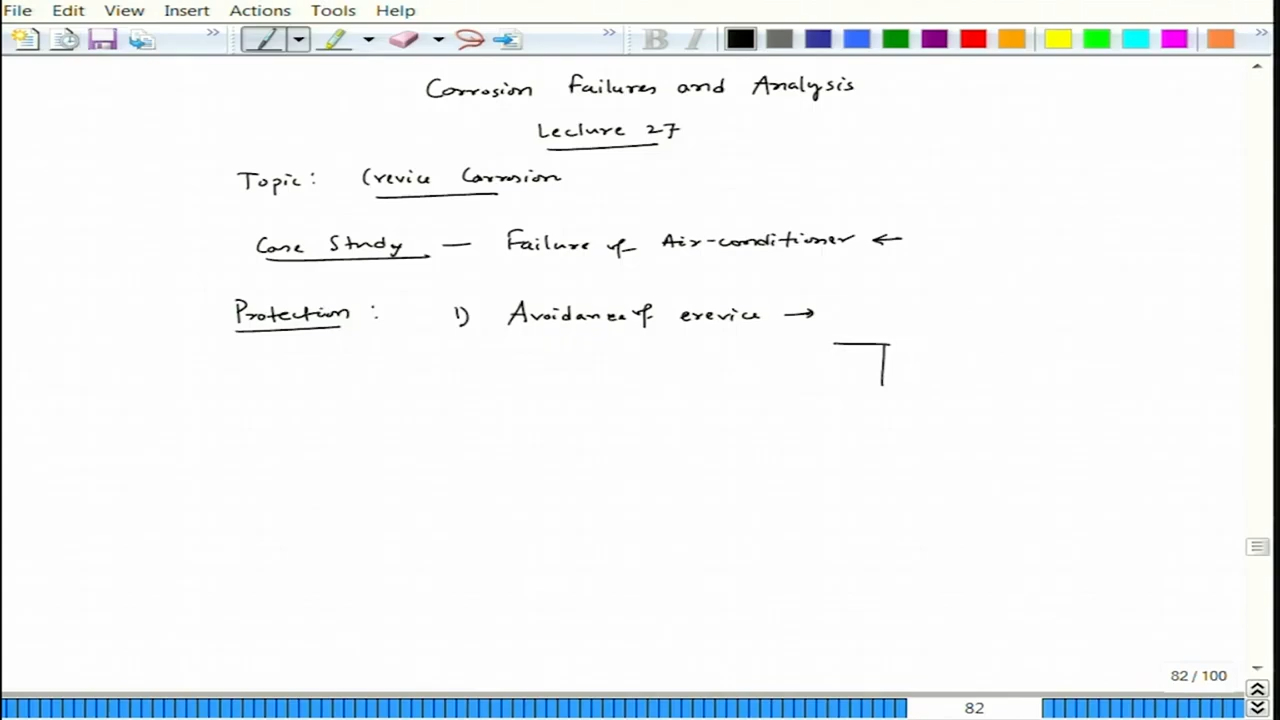 File Edit View Insert Actions Tools Help
B I
Corrosion Failures and Analysis
Lecture 27
Topic: Crevice Corrosion
Case Study — Failure of Air-conditioner ←
Protection : 1) Avoidance of crevice →
82 / 100
82